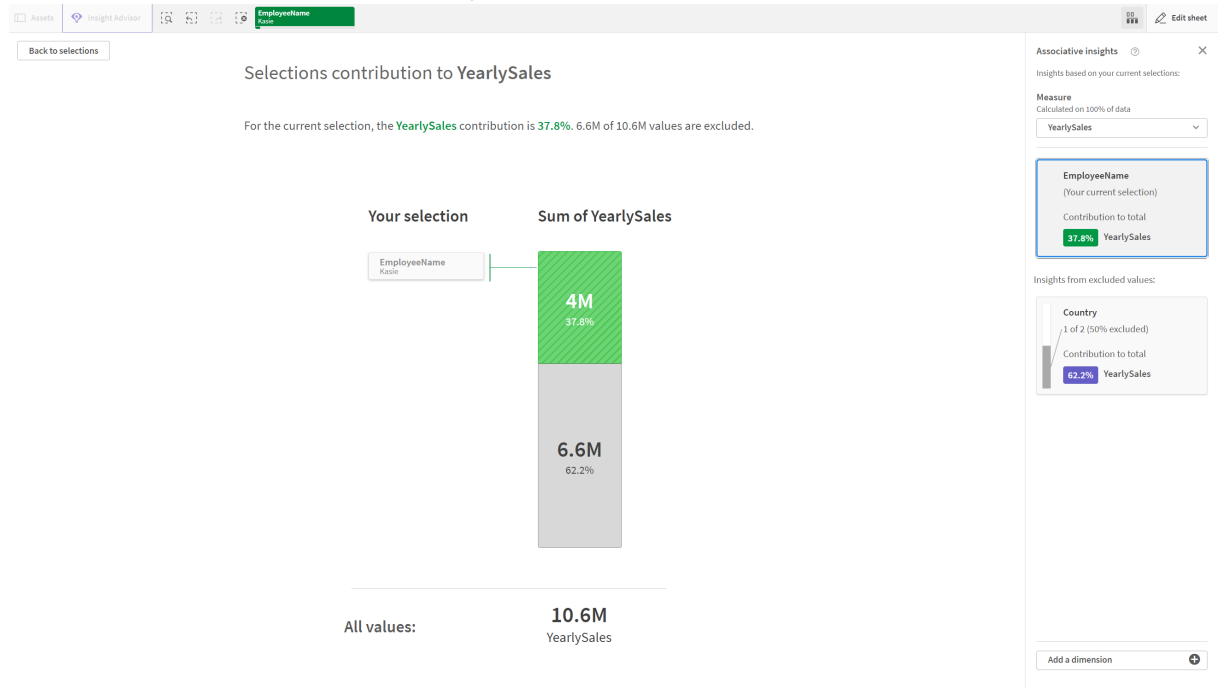 Assets
Insight Advisor
EmployeeName
Kasie
Edit sheet
Back to selections
Selections contribution to YearlySales
For the current selection, the YearlySales contribution is 37.8%. 6.6M of 10.6M values are excluded.
Your selection
Sum of YearlySales
EmployeeName
Kasie
4M
37.8%
6.6M
62.2%
All values:
10.6M
YearlySales
Associative insights
Insights based on your current selections:
Measure
Calculated on 100% of data
YearlySales
EmployeeName
(Your current selection)
Contribution to total
37.8% YearlySales
Insights from excluded values:
Country
1 of 2 (50% excluded)
Contribution to total
62.2% YearlySales
Add a dimension